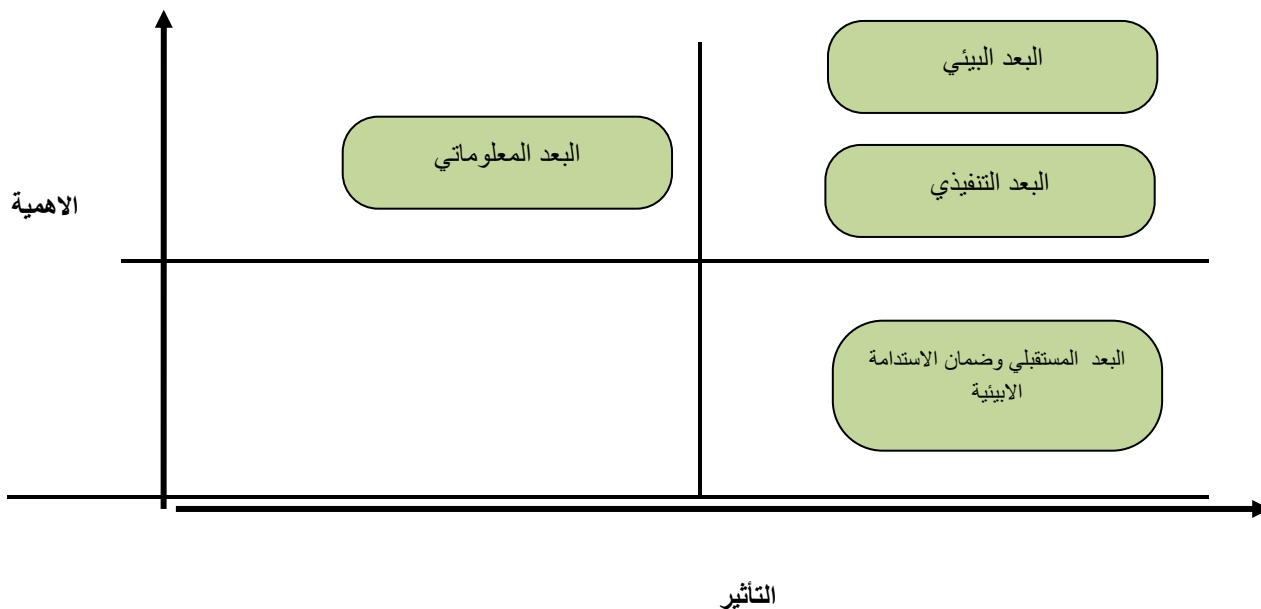 البعد البيئي
البعد المعلوماتي
البعد التنفيذي
الاهمية
البعد المستقبلي وضمان الاستدامة
الابيئية
التأثير